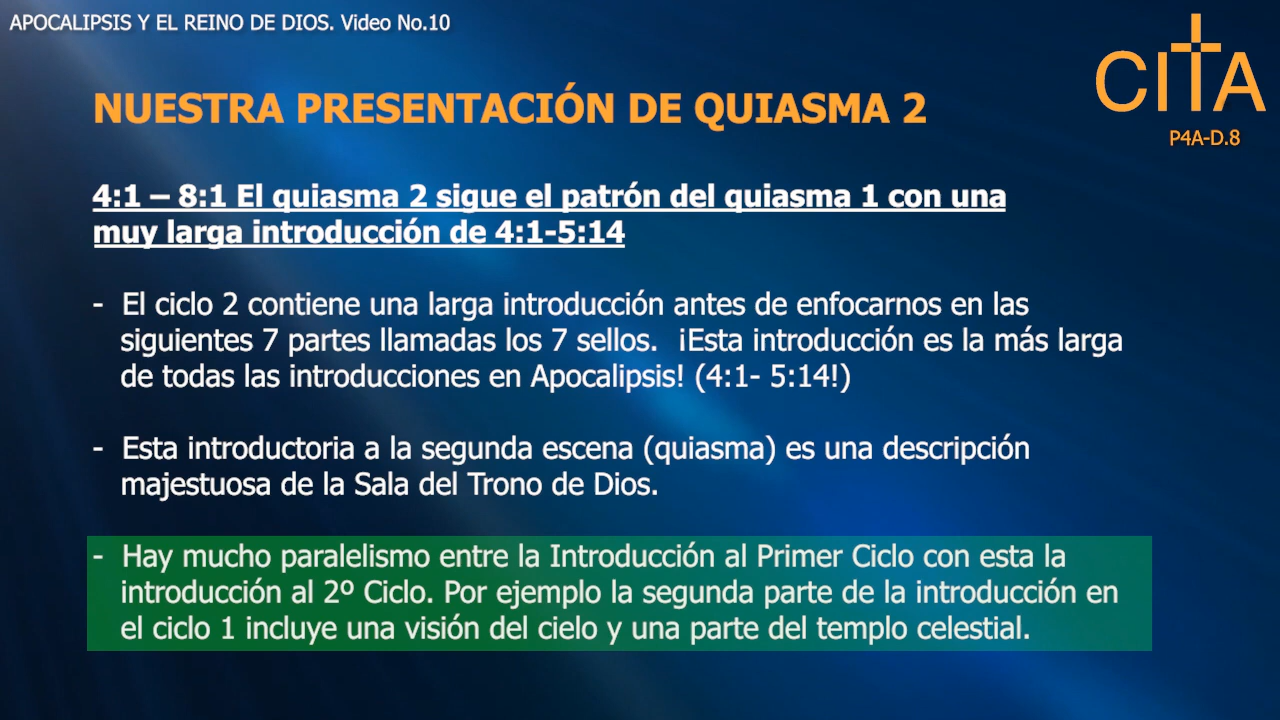 APOCALIPSIS Y EL REINO DE DIOS. Video No.10
CITA
P4A-D.8
NUESTRA PRESENTACIÓN DE QUIASMA 2
4:1 – 8:1 El quiasma 2 sigue el patrón del quiasma 1 con una
muy larga introducción de 4:1-5:14
- El ciclo 2 contiene una larga introducción antes de enfocarnos en las
siguientes 7 partes llamadas los 7 sellos. ¡Esta introducción es la más larga
de todas las introducciones en Apocalipsis! (4:1- 5:14!)
- Esta introductoria a la segunda escena (quiasma) es una descripción
majestuosa de la Sala del Trono de Dios.
- Hay mucho paralelismo entre la Introducción al Primer Ciclo con esta la
introducción al 2º Ciclo. Por ejemplo la segunda parte de la introducción en
el ciclo 1 incluye una visión del cielo y una parte del templo celestial.